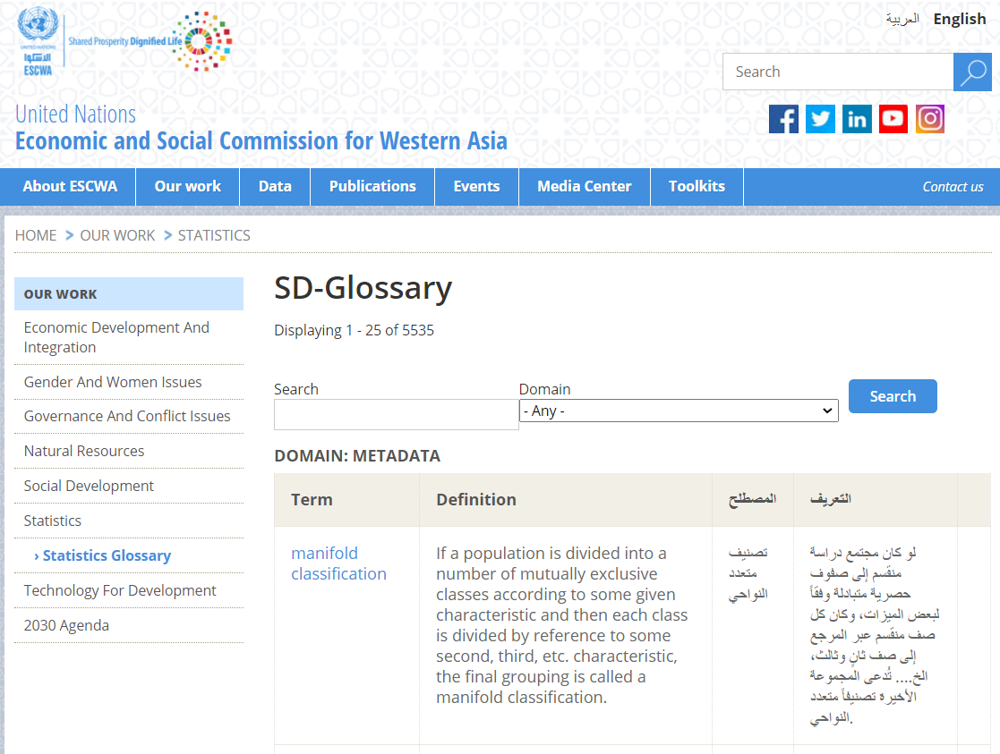 العربية English
UNITED NATIONS
الإسكوا
ESCWA
Shared Prosperity Dignified Life
Search
United Nations
Economic and Social Commission for Western Asia
About ESCWA Our work Data Publications Events Media Center Toolkits Contact us
HOME > OUR WORK > STATISTICS
OUR WORK
Economic Development And
Integration
Gender And Women Issues
Governance And Conflict Issues
Natural Resources
Social Development
Statistics
› Statistics Glossary
Technology For Development
2030 Agenda
SD-Glossary
Displaying 1 - 25 of 5535
Search Domain
- Any -
Search
DOMAIN: METADATA
Term Definition المصطلح التعريف
manifold
classification
If a population is divided into a
number of mutually exclusive
classes according to some given
characteristic and then each class
is divided by reference to some
second, third, etc. characteristic,
the final grouping is called a
manifold classification.
تصنيف
متعدد
النواحي
لو كان مجتمع دراسة
منقسم إلى صفوف
حصرية متبادلة وفقاً
لبعض الميزات، وكان كل
صف منقسم عبر المرجع
إلى صف ثانٍ وثالث،
الخ.... تُدعى المجموعة
الأخيرة تصنيفاً متعدد
النواحي.